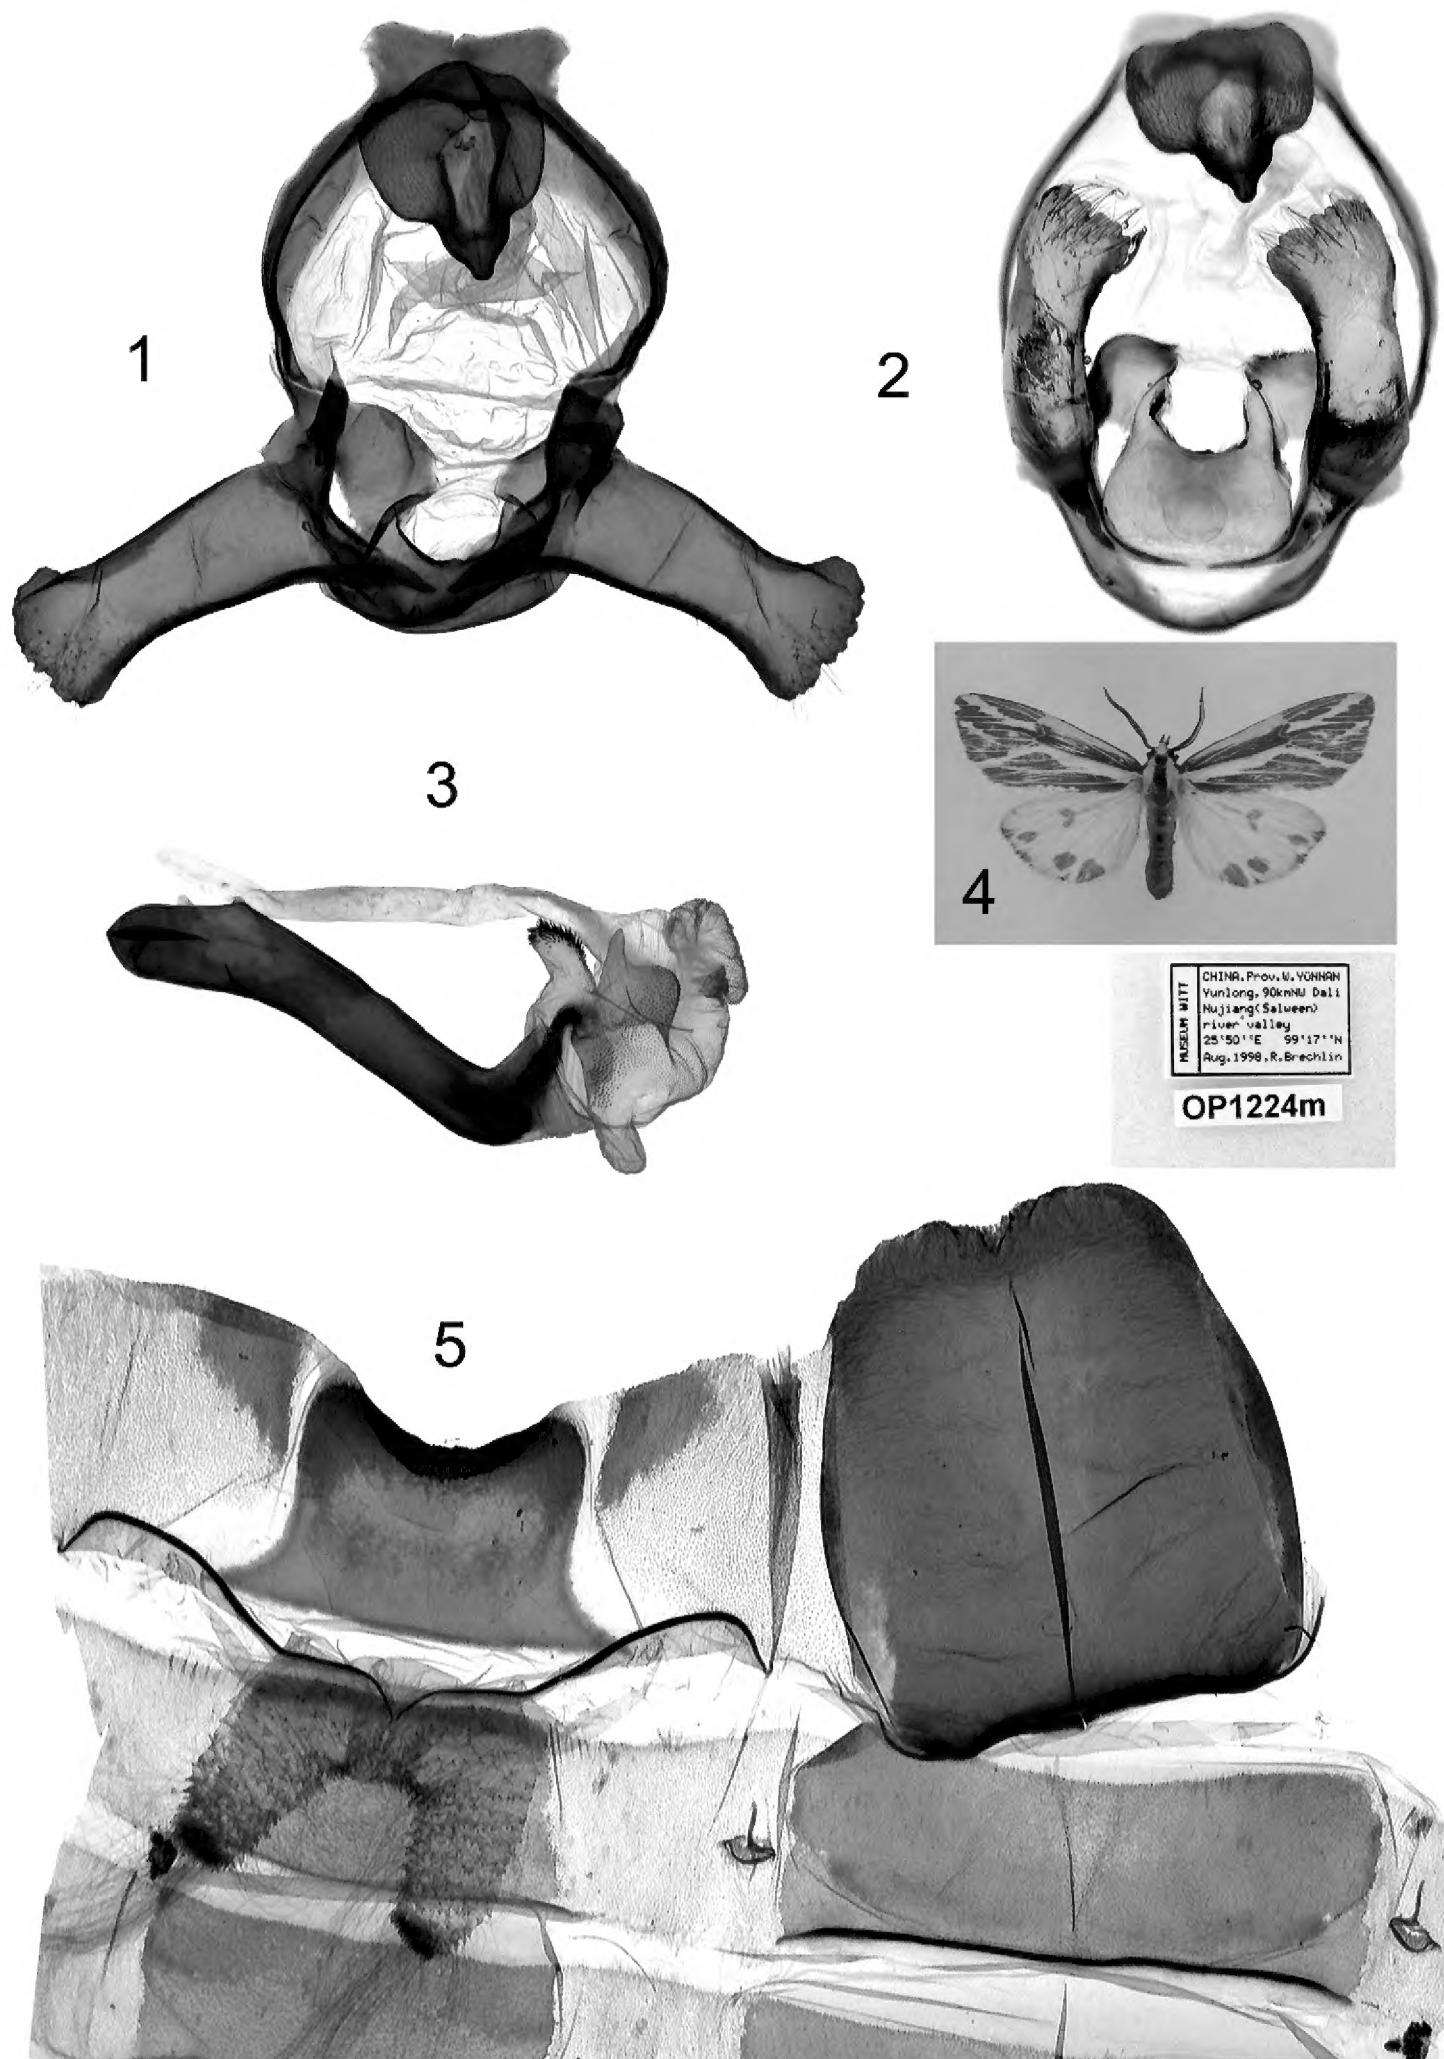 1
2
3
4
MUSEUM WITT
CHINA.Prov.W.YÜNNAN
Yunlong, 90kmNW Dali
Nujiang(Salween)
river valley
25°50''E 99°17''N
Aug.1998,R.Brechlin
OP1224m
5